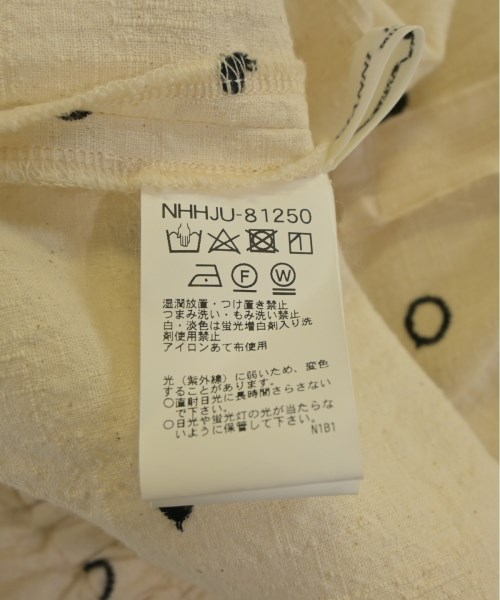 NHHJU-81250
F
W
湿潤放置・つけ置き禁止
つまみ洗い・もみ洗い禁止
白・淡色は蛍光増白剤入り洗
剤使用禁止
アイロンあて布使用
光（紫外線）に弱いため、変色
することがあります。
○直射日光に長時間さらさない
で下さい。
○日光や蛍光灯の光が当たらな
いように保管して下さい。
N1B1